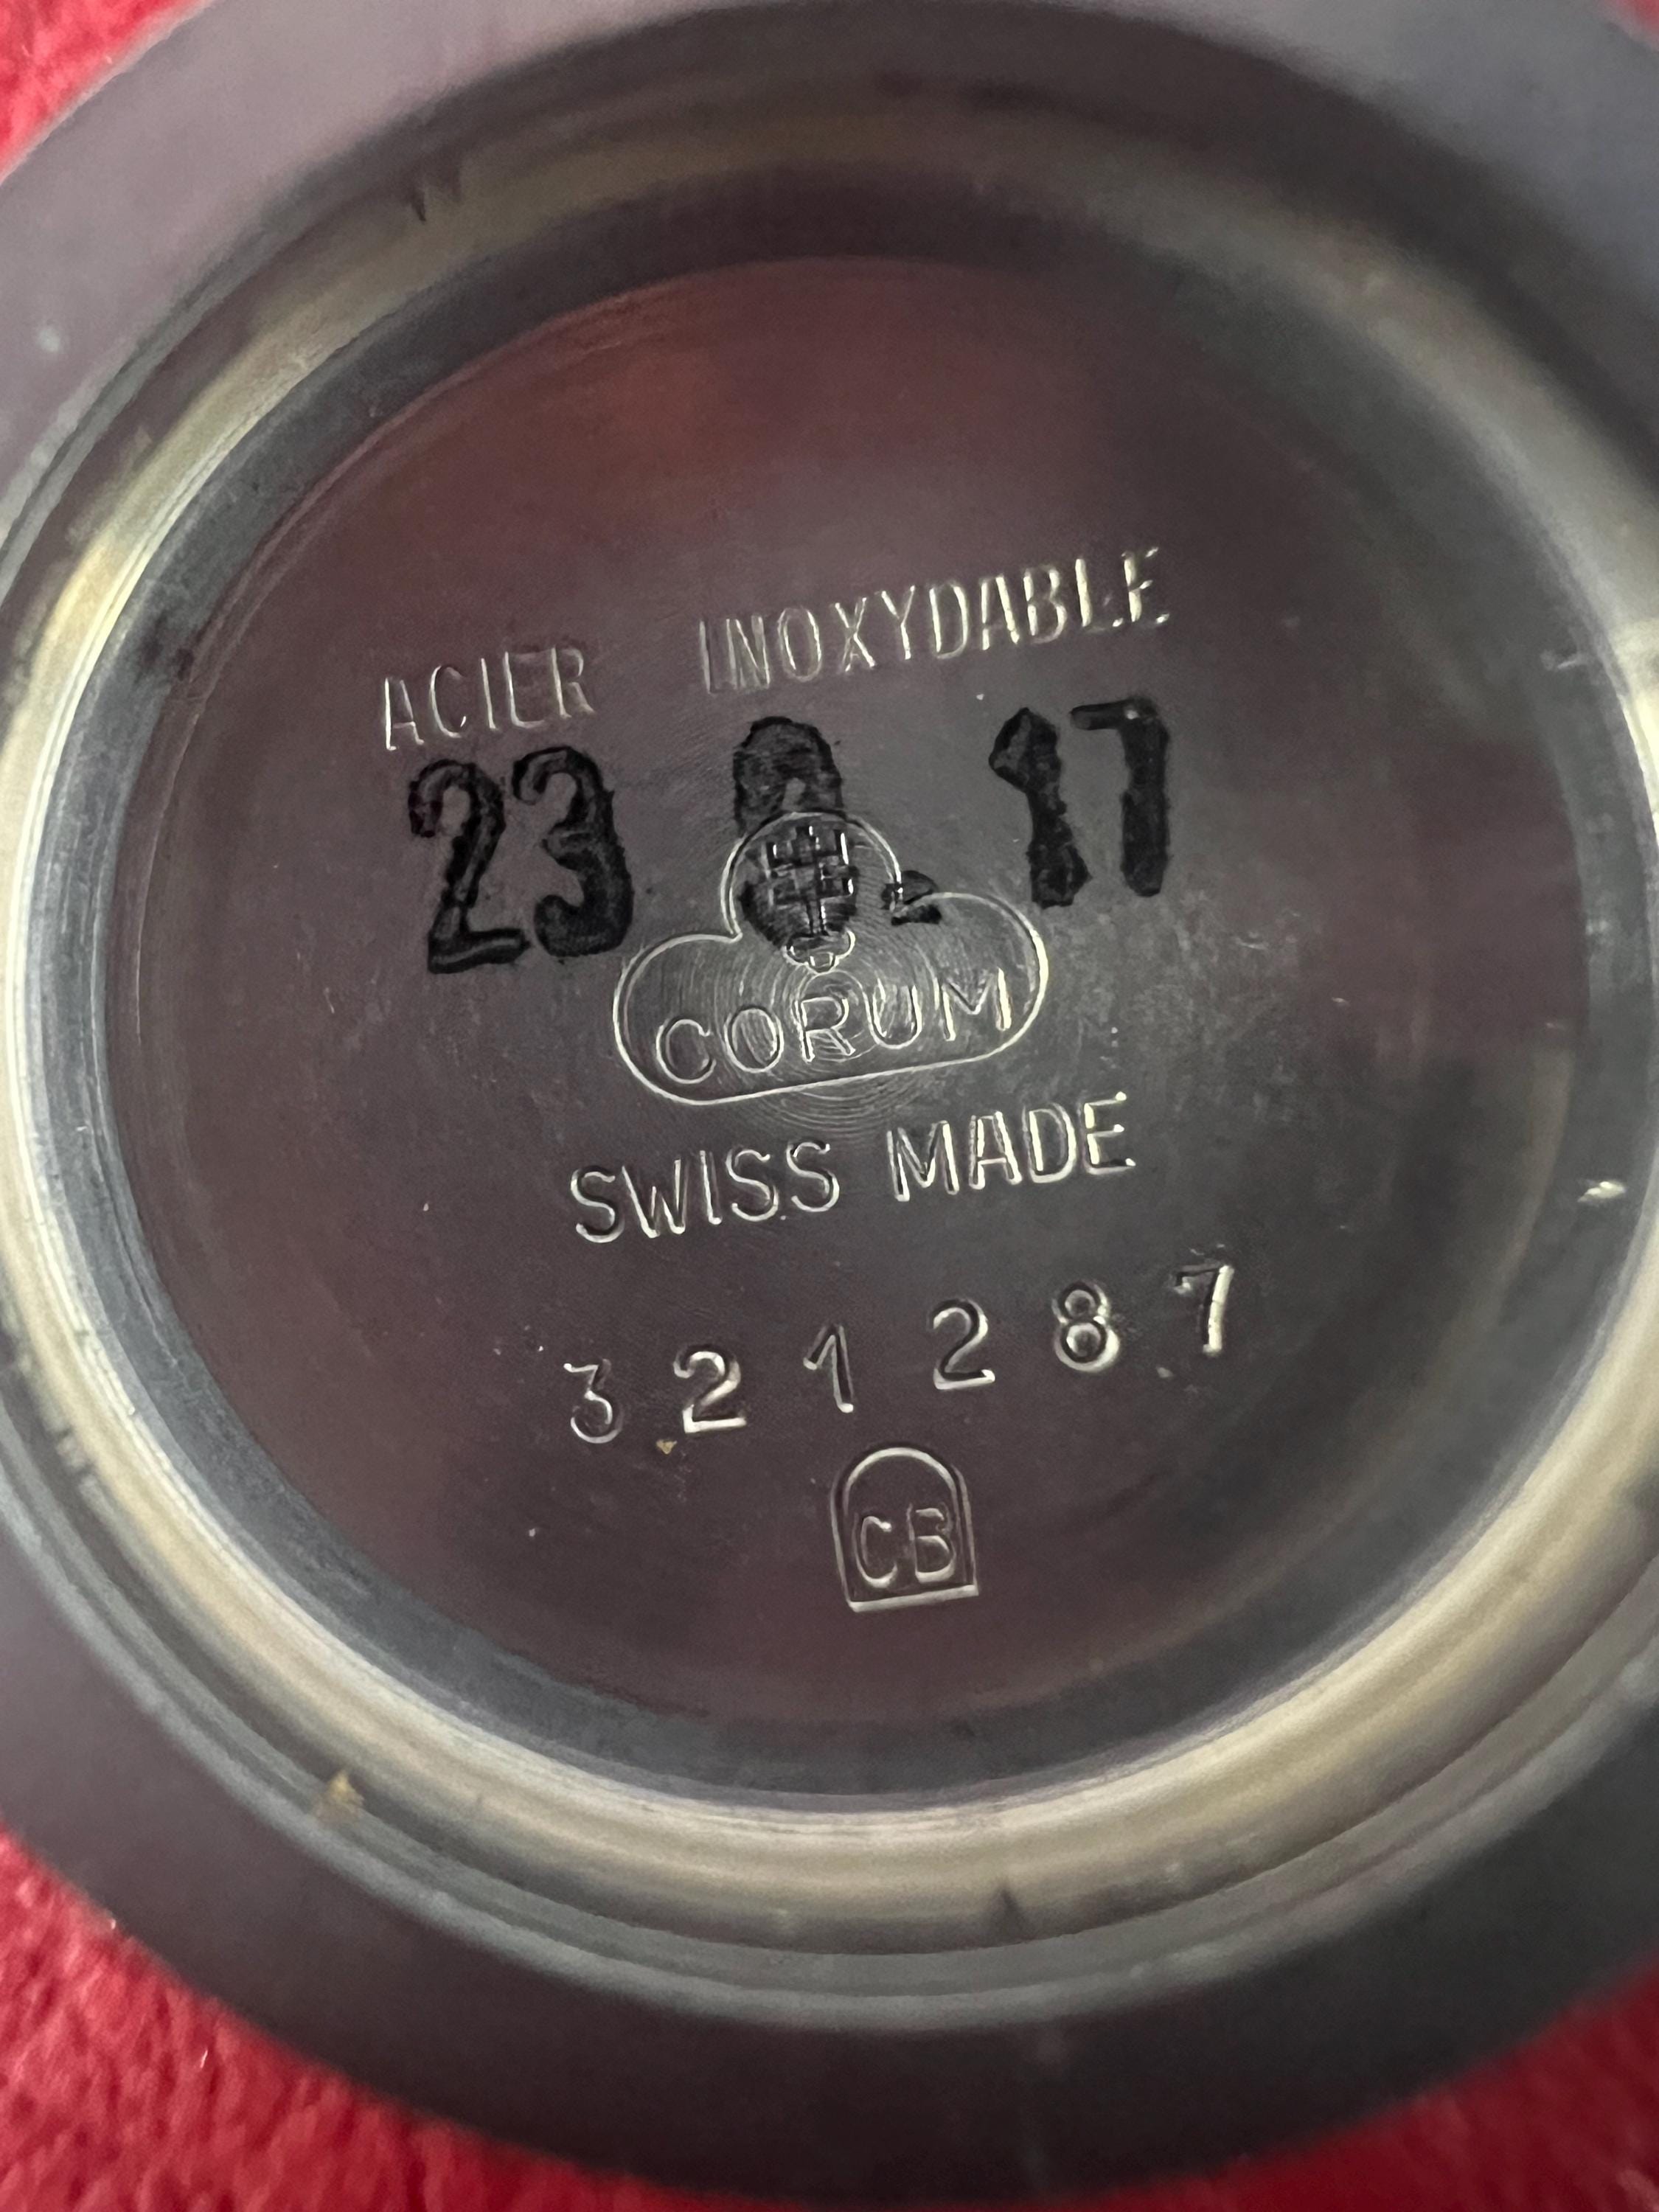 ACIER INOXYDABLE
23 . 17
CORUM
SWISS MADE
321287
CB